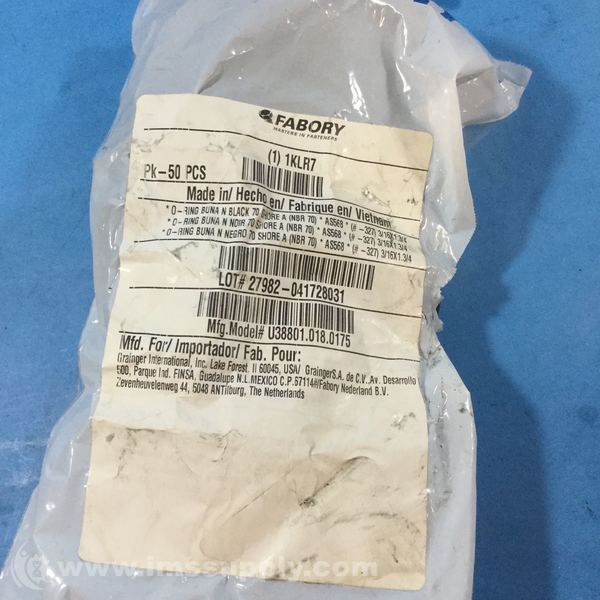 FABORY
MASTERS IN FASTENERS
(1) 1KLR7
Pk-50 PCS
Made in/ Hecho en/ Fabrique en/ Vietnam
* O-RING BUNA N BLACK 70 SHORE A (NBR 70) * AS568 * (# -327) 3/16X1.3/4
* O-RING BUNA N NOIR 70 SHORE A (NBR 70) * AS568 * (# -327) 3/16X1.3/4
* O-RING BUNA N NEGRO 70 SHORE A (NBR 70) * AS568 * (# -327) 3/16X1.3/4
LOT# 27982-041728031
Mfg.Model# U38801.018.0175
Mfd. For/ Importador/ Fab. Pour:
Grainger International, Inc. Lake Forest. Il 60045, USA/ GraingerS.A. de C.V..Av. Desarrollo
500, Parque Ind. FINSA, Guadalupe N.L.MEXICO C.P.67114#/Fabory Nederland B.V.
Zevenheuvelenweg 44, 5048 ANTilburg, The Netherlands
www.imssupply.com